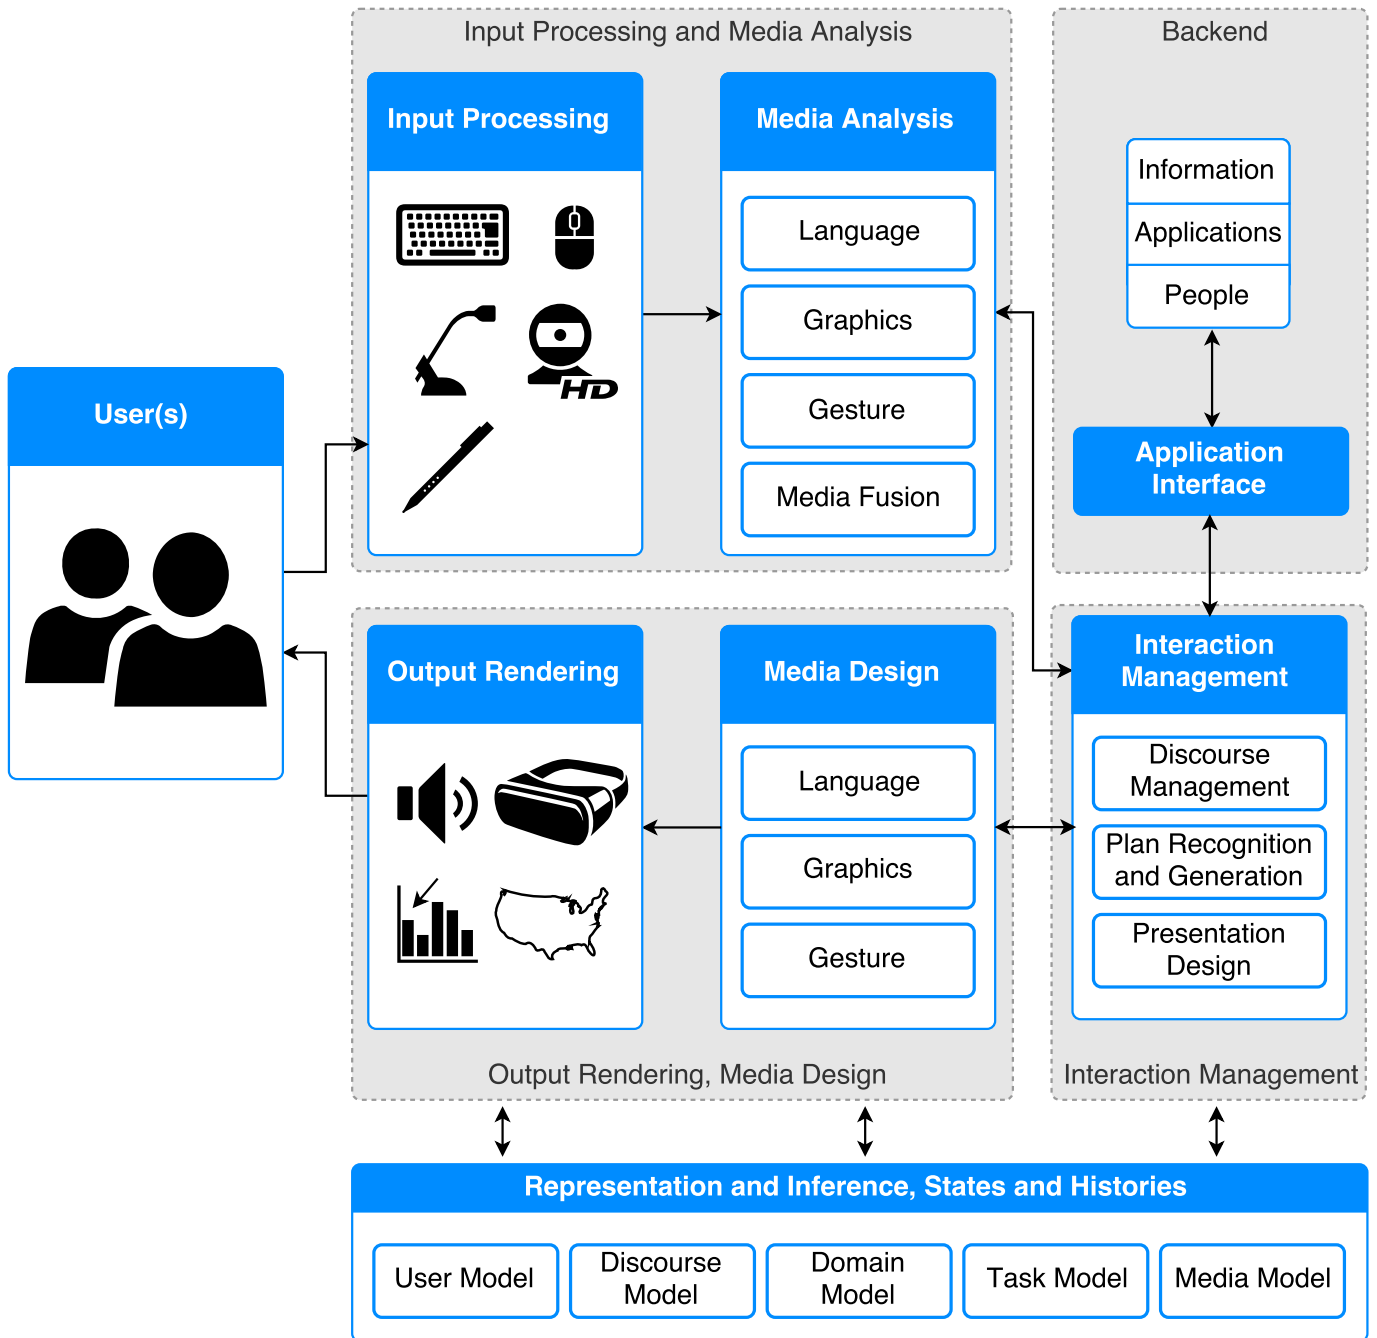 Input Processing and Media Analysis
Input Processing
Media Analysis
Language
Graphics
Gesture
Media Fusion
HD
Backend
Information
Applications
People
Application
Interface
User(s)
Output Rendering
Media Design
Language
Graphics
Gesture
Output Rendering, Media Design
Interaction
Management
Discourse
Management
Plan Recognition
and Generation
Presentation
Design
Interaction Management
Representation and Inference, States and Histories
User Model
Discourse
Model
Domain
Model
Task Model
Media Model